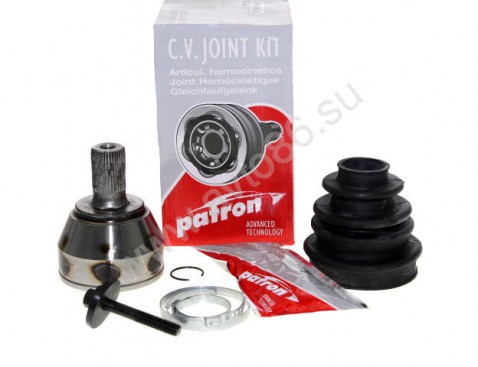 C.V. JOINT KIT
Articul. homocinetica
Joint Homocinetique
Gleichlaufgelenk
patron
ADVANCED
TECHNOLOGY
patron